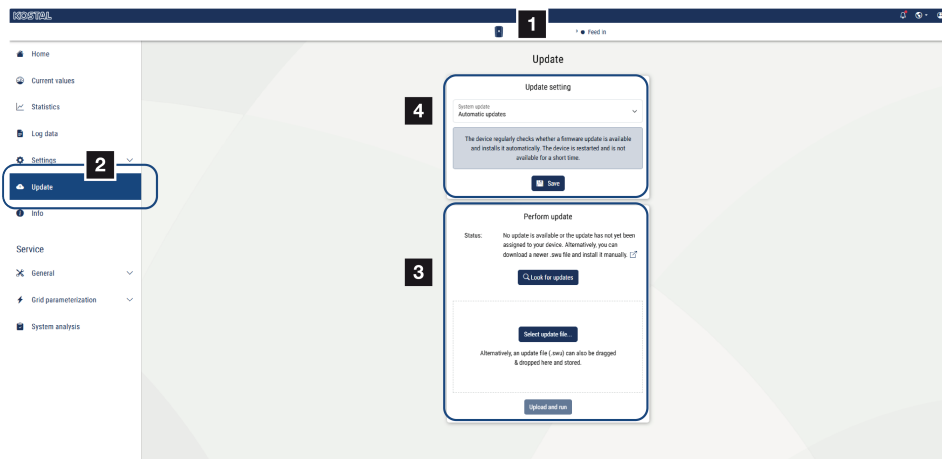 KOSTAL
1
Feed in
Home
Current values
Statistics
Log data
Settings
2
Update
Info
Service
General
Grid parameterization
System analysis
Update
4
Update setting
System update
Automatic updates
The device regularly checks whether a firmware update is available
and installs it automatically. The device is restarted and is not
available for a short time.
Save
3
Perform update
Status: No update is available or the update has not yet been
assigned to your device. Alternatively, you can
download a newer .swu file and install it manually.
Look for updates
Select update file...
Alternatively, an update file (.swu) can also be dragged
& dropped here and stored.
Upload and run